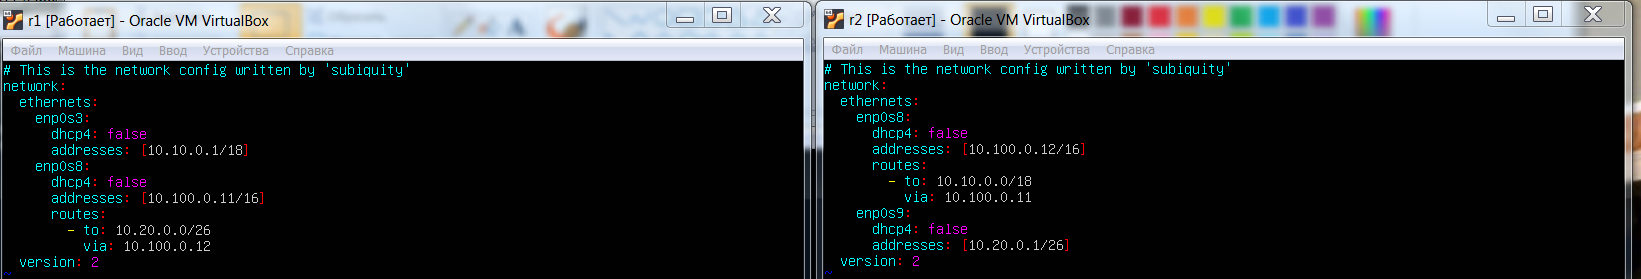 r1 [Работает] - Oracle VM VirtualBox
Файл Машина Вид Ввод Устройства Справка
# This is the network config written by 'subiquity'
network:
  ethernets:
    enp0s3:
      dhcp4: false
      addresses: [10.10.0.1/18]
    enp0s8:
      dhcp4: false
      addresses: [10.100.0.11/16]
      routes:
        - to: 10.20.0.0/26
          via: 10.100.0.12
  version: 2
~
r2 [Работает] - Oracle VM VirtualBox
Файл Машина Вид Ввод Устройства Справка
# This is the network config written by 'subiquity'
network:
  ethernets:
    enp0s8:
      dhcp4: false
      addresses: [10.100.0.12/16]
      routes:
        - to: 10.10.0.0/18
          via: 10.100.0.11
    enp0s9:
      dhcp4: false
      addresses: [10.20.0.1/26]
  version: 2
~